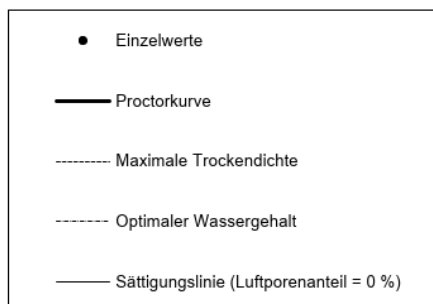 Einzelwerte
Proctorkurve
Maximale Trockendichte
Optimaler Wassergehalt
Sättigungslinie (Luftporenanteil = 0 %)